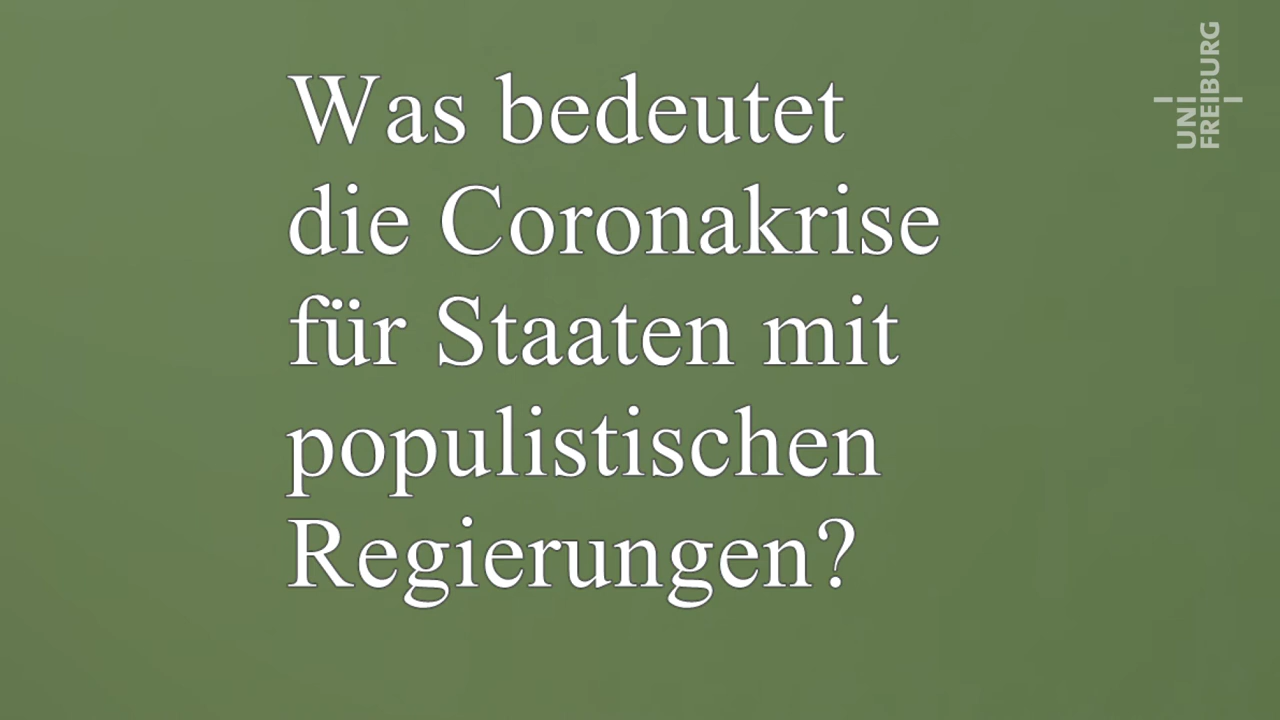 Was bedeutet
die Coronakrise
für Staaten mit
populistischen
Regierungen?
UNI
FREIBURG